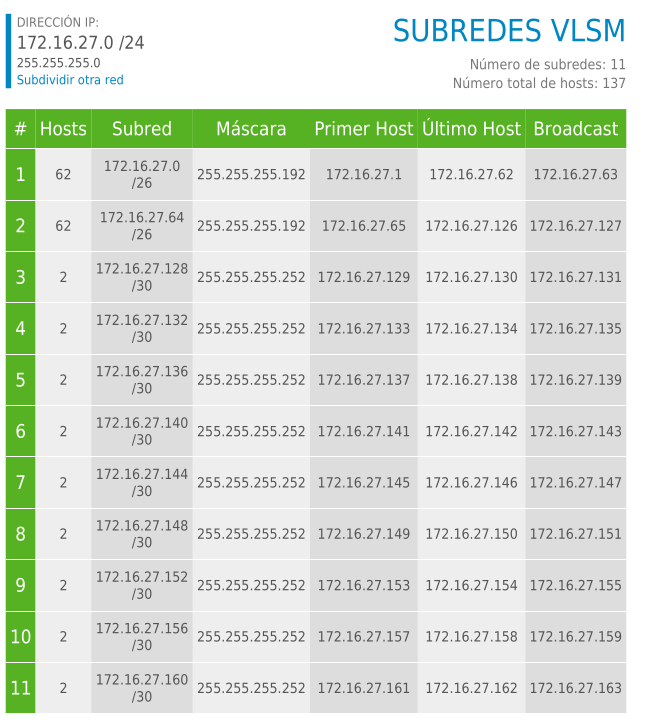 DIRECCIÓN IP:
172.16.27.0 /24
255.255.255.0
Subdividir otra red
SUBREDES VLSM
Número de subredes: 11
Número total de hosts: 137
# Hosts Subred Máscara Primer Host Último Host Broadcast
1 62 172.16.27.0 /26 255.255.255.192 172.16.27.1 172.16.27.62 172.16.27.63
2 62 172.16.27.64 /26 255.255.255.192 172.16.27.65 172.16.27.126 172.16.27.127
3 2 172.16.27.128 /30 255.255.255.252 172.16.27.129 172.16.27.130 172.16.27.131
4 2 172.16.27.132 /30 255.255.255.252 172.16.27.133 172.16.27.134 172.16.27.135
5 2 172.16.27.136 /30 255.255.255.252 172.16.27.137 172.16.27.138 172.16.27.139
6 2 172.16.27.140 /30 255.255.255.252 172.16.27.141 172.16.27.142 172.16.27.143
7 2 172.16.27.144 /30 255.255.255.252 172.16.27.145 172.16.27.146 172.16.27.147
8 2 172.16.27.148 /30 255.255.255.252 172.16.27.149 172.16.27.150 172.16.27.151
9 2 172.16.27.152 /30 255.255.255.252 172.16.27.153 172.16.27.154 172.16.27.155
10 2 172.16.27.156 /30 255.255.255.252 172.16.27.157 172.16.27.158 172.16.27.159
11 2 172.16.27.160 /30 255.255.255.252 172.16.27.161 172.16.27.162 172.16.27.163